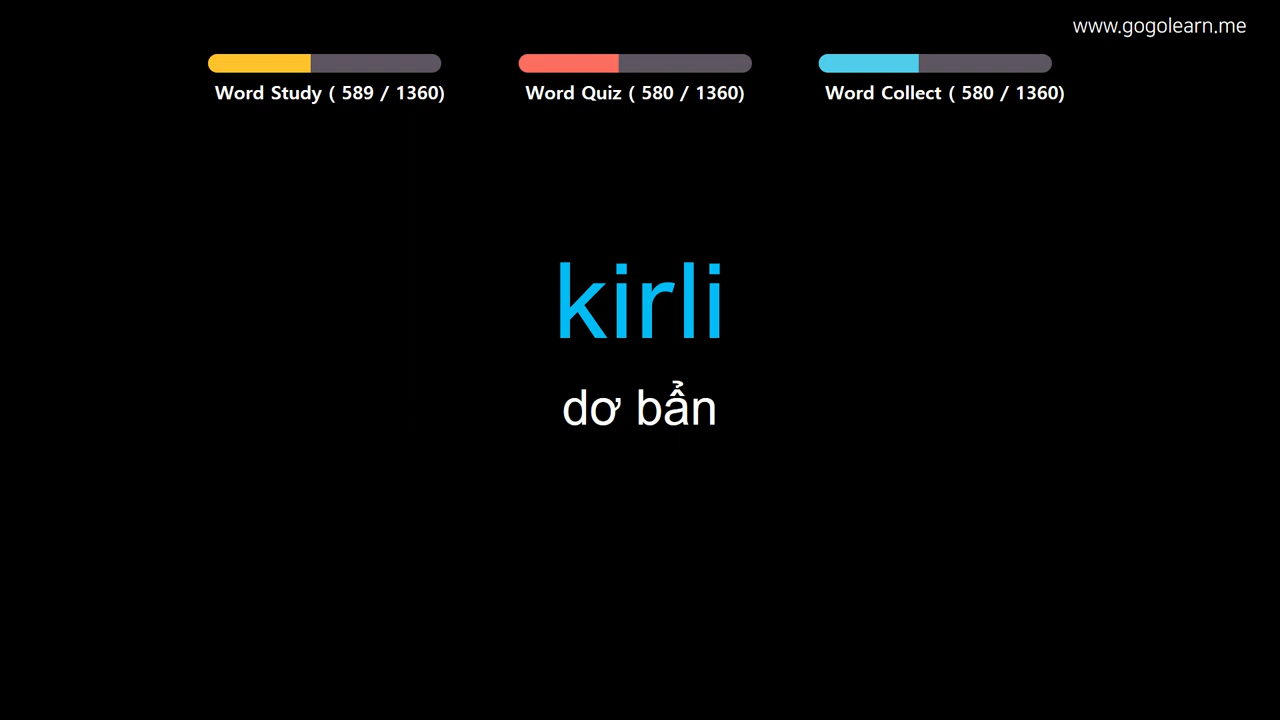 www.gogolearn.me
Word Study ( 589 / 1360)
Word Quiz ( 580 / 1360)
Word Collect ( 580 / 1360)
kirli
dơ bẩn